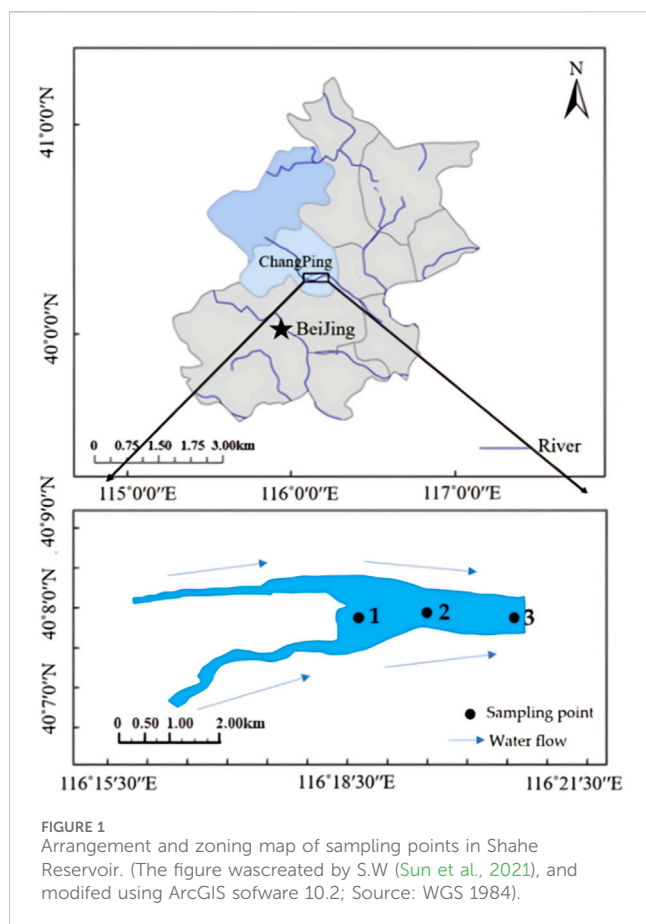 N
41°0'0"N
ChangPing
40°0'0"N
BeiJing
0 0.75 1.50 1.75 3.00km
River
115°0'0"E 116°0'0"E 117°0'0"E
40°9'0"N
40°8'0"N
1 2 3
40°7'0"N
Sampling point
0 0.50 1.00 2.00km
Water flow
116°15'30"E 116°18'30"E 116°21'30"E
FIGURE 1
Arrangement and zoning map of sampling points in Shahe
Reservoir. (The figure wascreated by S.W (Sun et al., 2021), and
modifed using ArcGIS sofware 10.2; Source: WGS 1984).